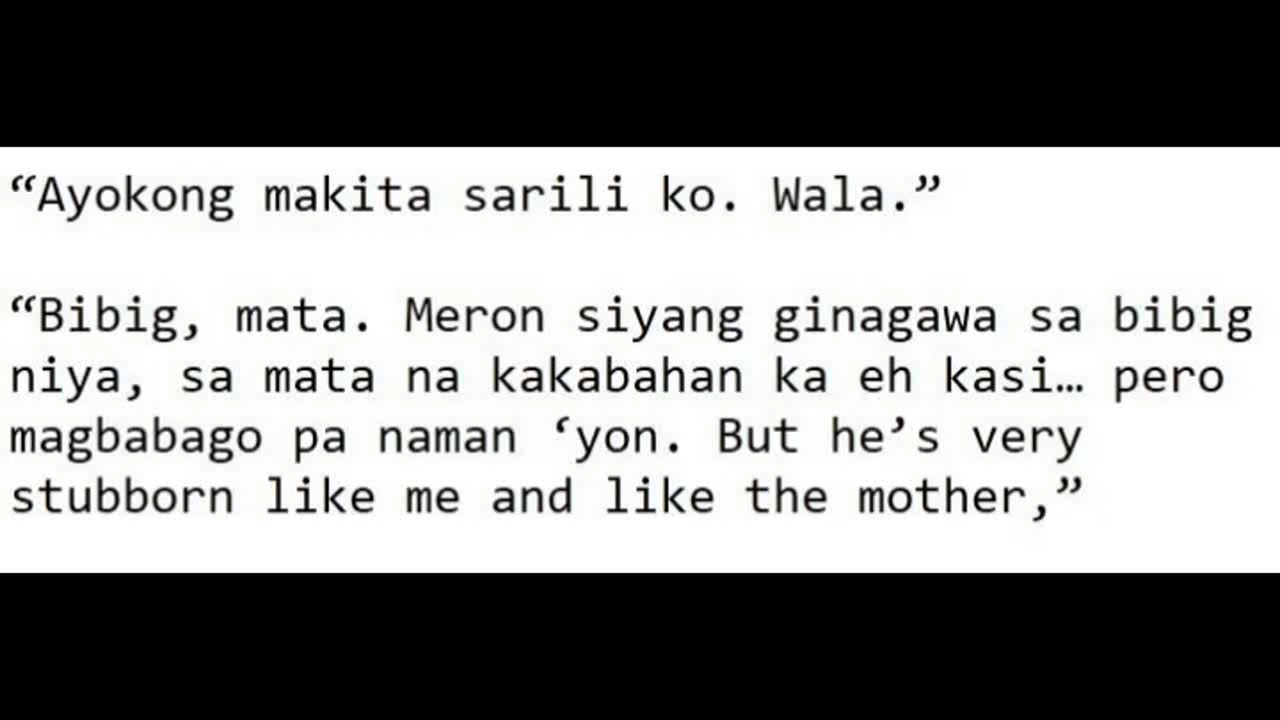 “Ayokong makita sarili ko. Wala.”
“Bibig, mata. Meron siyang ginagawa sa bibig
niya, sa mata na kakabahan ka eh kasi… pero
magbabago pa naman ‘yon. But he’s very
stubborn like me and like the mother,”